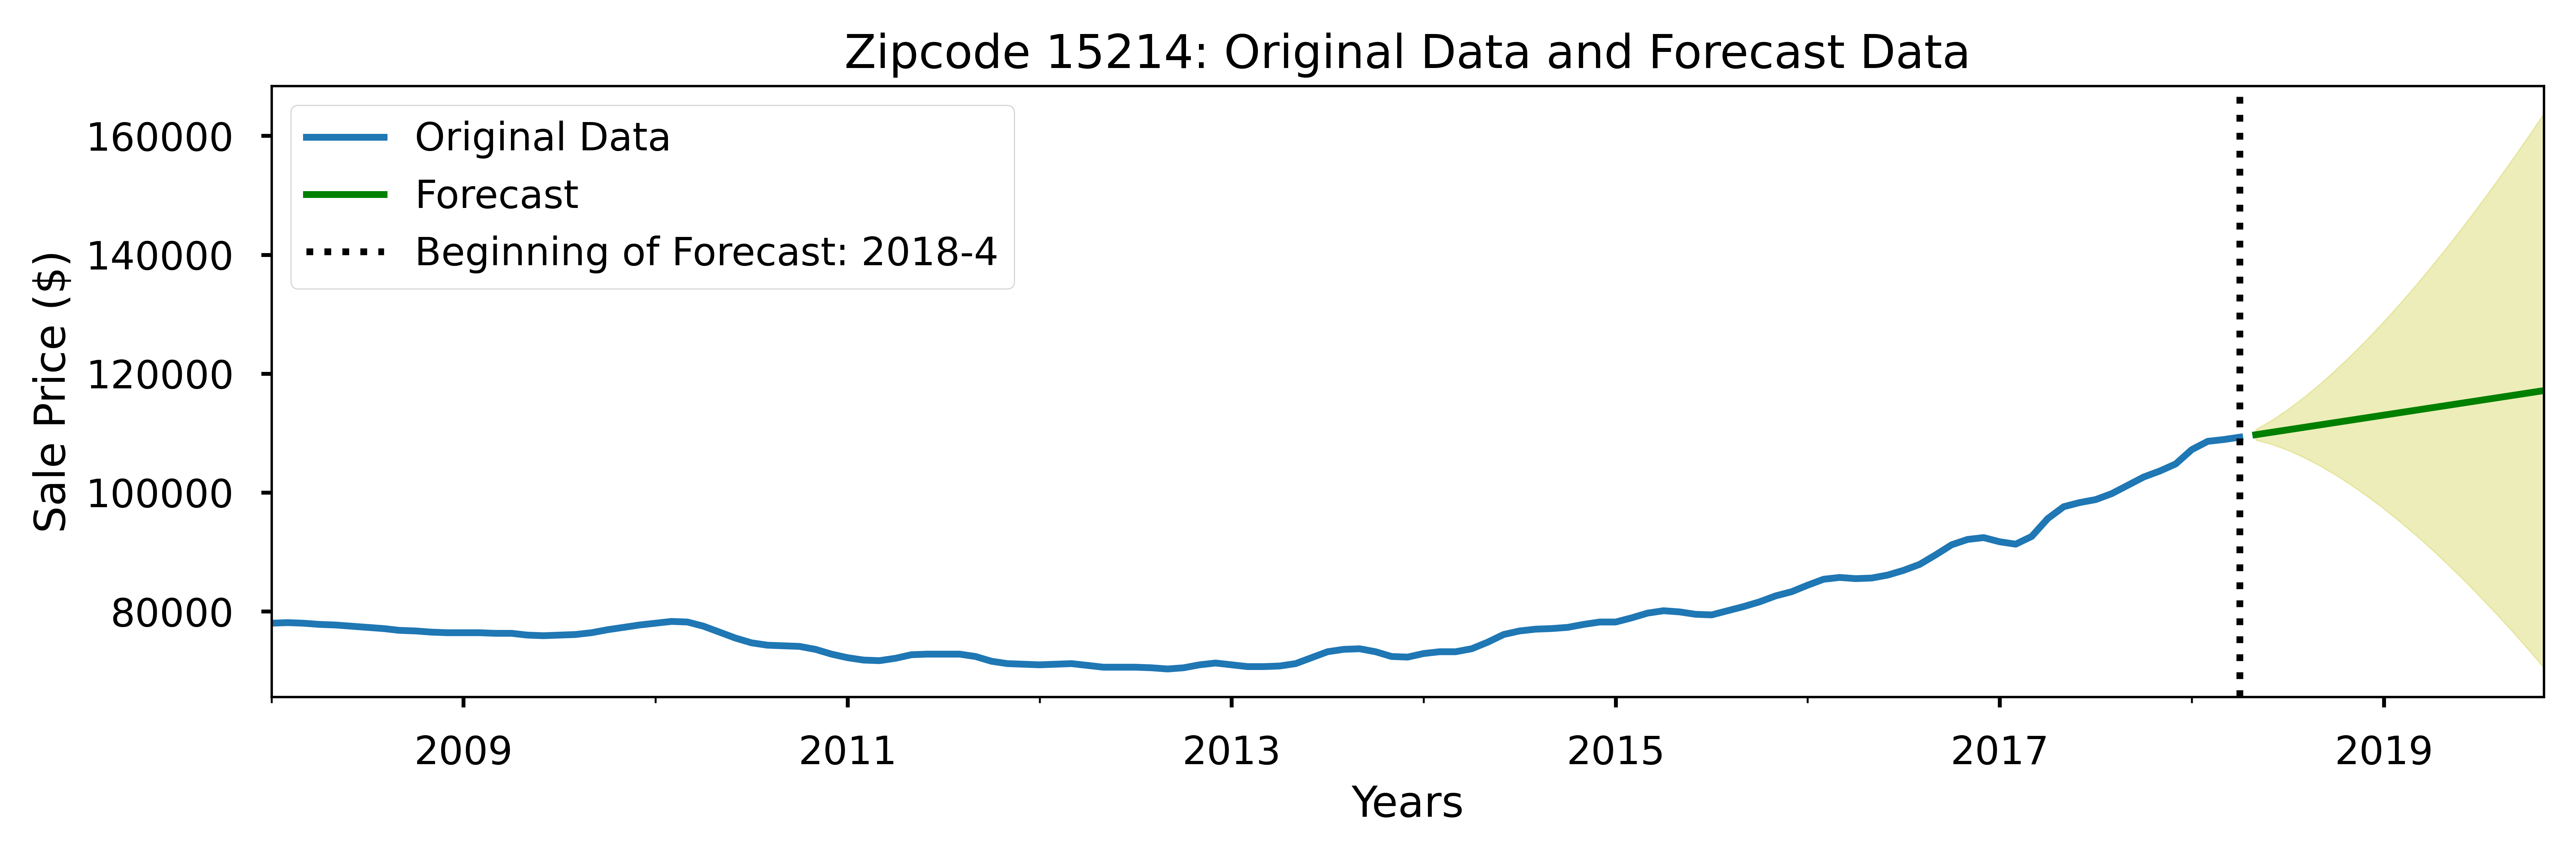 Zipcode 15214: Original Data and Forecast Data
Original Data
Forecast
Beginning of Forecast: 2018-4
Sale Price ($)
160000
140000
120000
100000
80000
2009 2011 2013 2015 2017 2019
Years